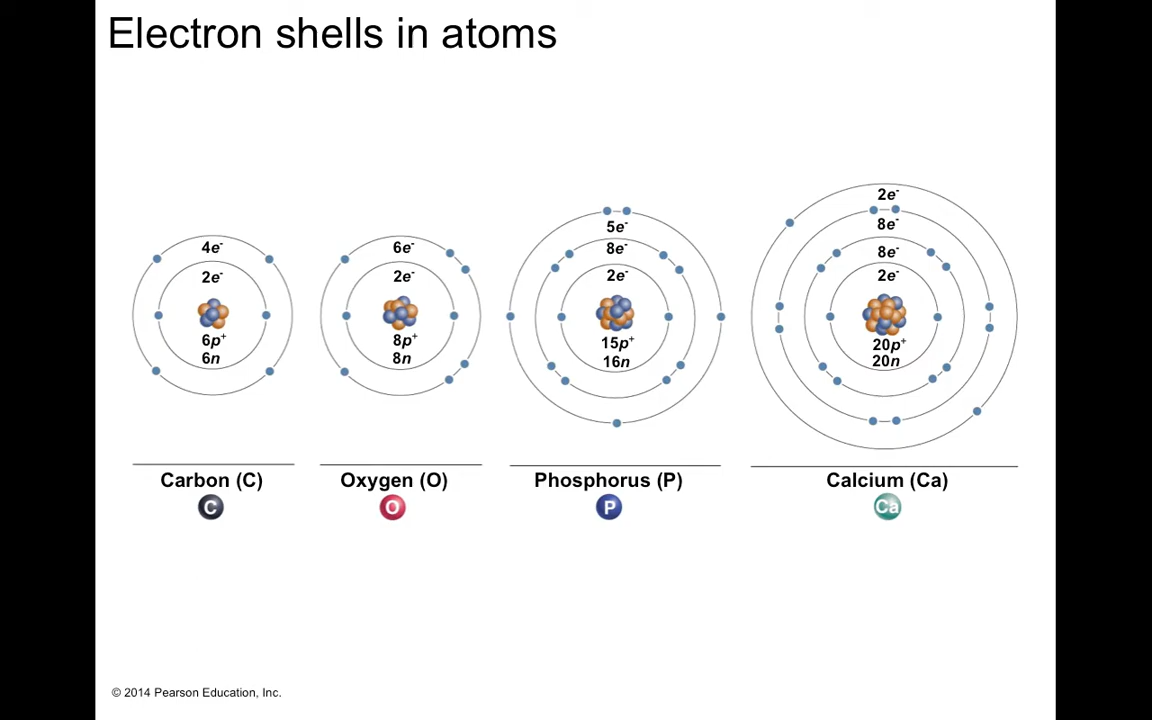 Electron shells in atoms
4e⁻
2e⁻
6p⁺
6n
Carbon (C)
C
6e⁻
2e⁻
8p⁺
8n
Oxygen (O)
O
5e⁻
8e⁻
2e⁻
15p⁺
16n
Phosphorus (P)
P
2e⁻
8e⁻
8e⁻
2e⁻
20p⁺
20n
Calcium (Ca)
Ca
© 2014 Pearson Education, Inc.